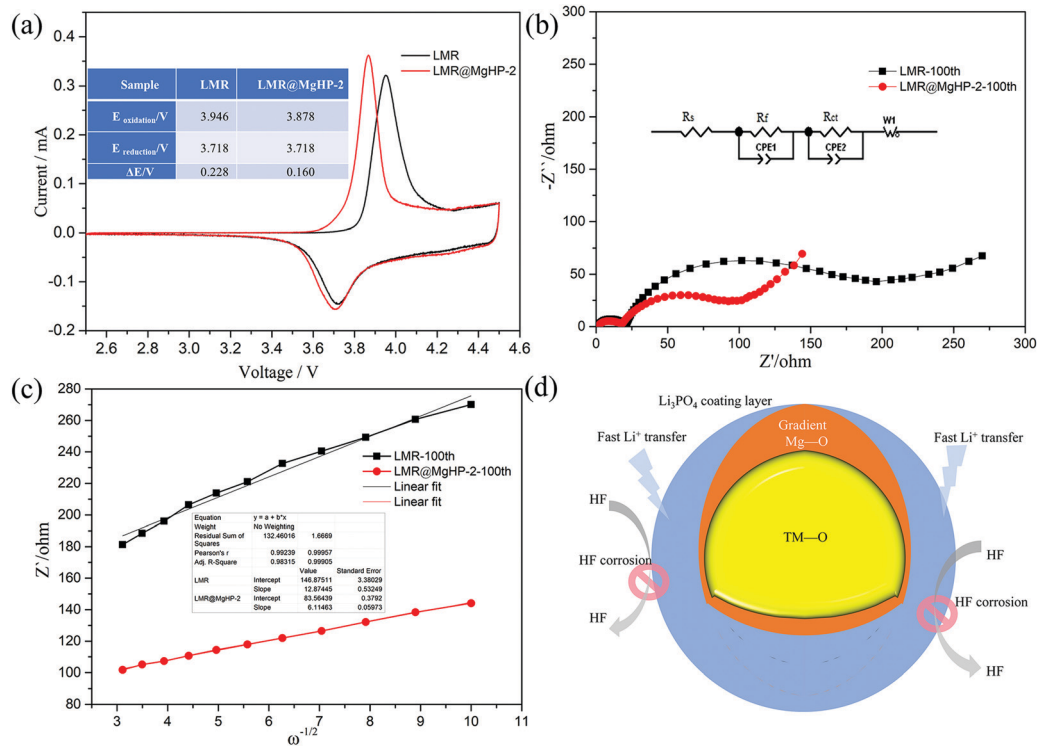 (a)
LMR
LMR@MgHP-2
Sample LMR LMR@MgHP-2
E oxidation/V 3.946 3.878
E reduction/V 3.718 3.718
ΔE/V 0.228 0.160
Current / mA
0.4
0.3
0.2
0.1
0.0
-0.1
-0.2
2.6 2.8 3.0 3.2 3.4 3.6 3.8 4.0 4.2 4.4 4.6
Voltage / V
(b)
LMR-100th
LMR@MgHP-2-100th
Rs Rf Rct W1
CPE1 CPE2
-Z``/ohm
300
250
200
175
150
100
50
0
0 50 100 150 200 250 300
Z'/ohm
(c)
LMR-100th
LMR@MgHP-2-100th
Linear fit
Linear fit
Equation y = a + b*x
Weight No Weighting
Residual Sum of Squares 132.46016 1.6669
Pearson's r 0.99239 0.99957
Adj. R-Square 0.98315 0.99905
Value Standard Error
LMR Intercept 146.87511 3.38029
Slope 12.87445 0.53249
LMR@MgHP-2 Intercept 83.56439 0.3792
Slope 6.11463 0.05973
Z`/ohm
280
260
240
220
200
180
160
140
120
100
80
3 4 5 6 7 8 9 10
ω-1/2
(d)
Li3PO4 coating layer
Gradient
Mg—O
Fast Li+ transfer
Fast Li+ transfer
TM—O
HF
HF corrosion
HF
HF
HF corrosion
HF